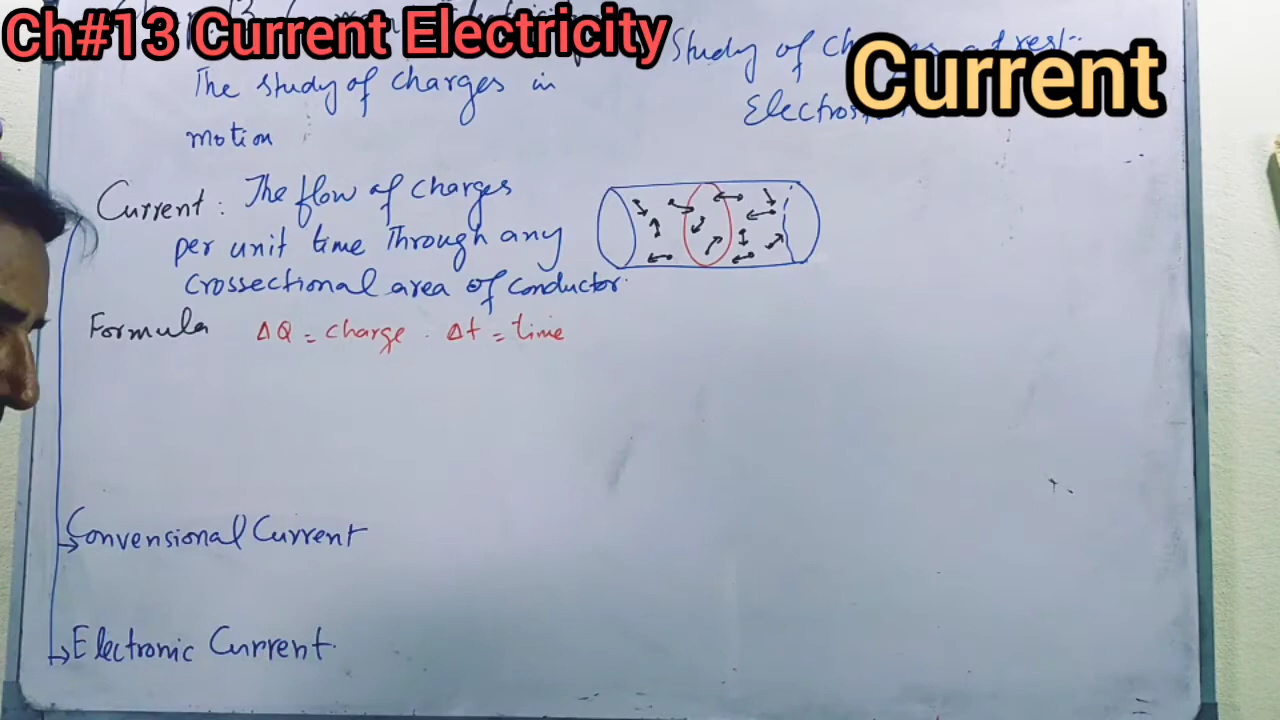 Ch#13 Current Electricity
Current
Study of
The study of charges in
motion
Current : The flow of charges
per unit time Through any
crossectional area of conductor.
Formula ΔQ = charge . Δt = time
Convensional Current
Electronic Current.